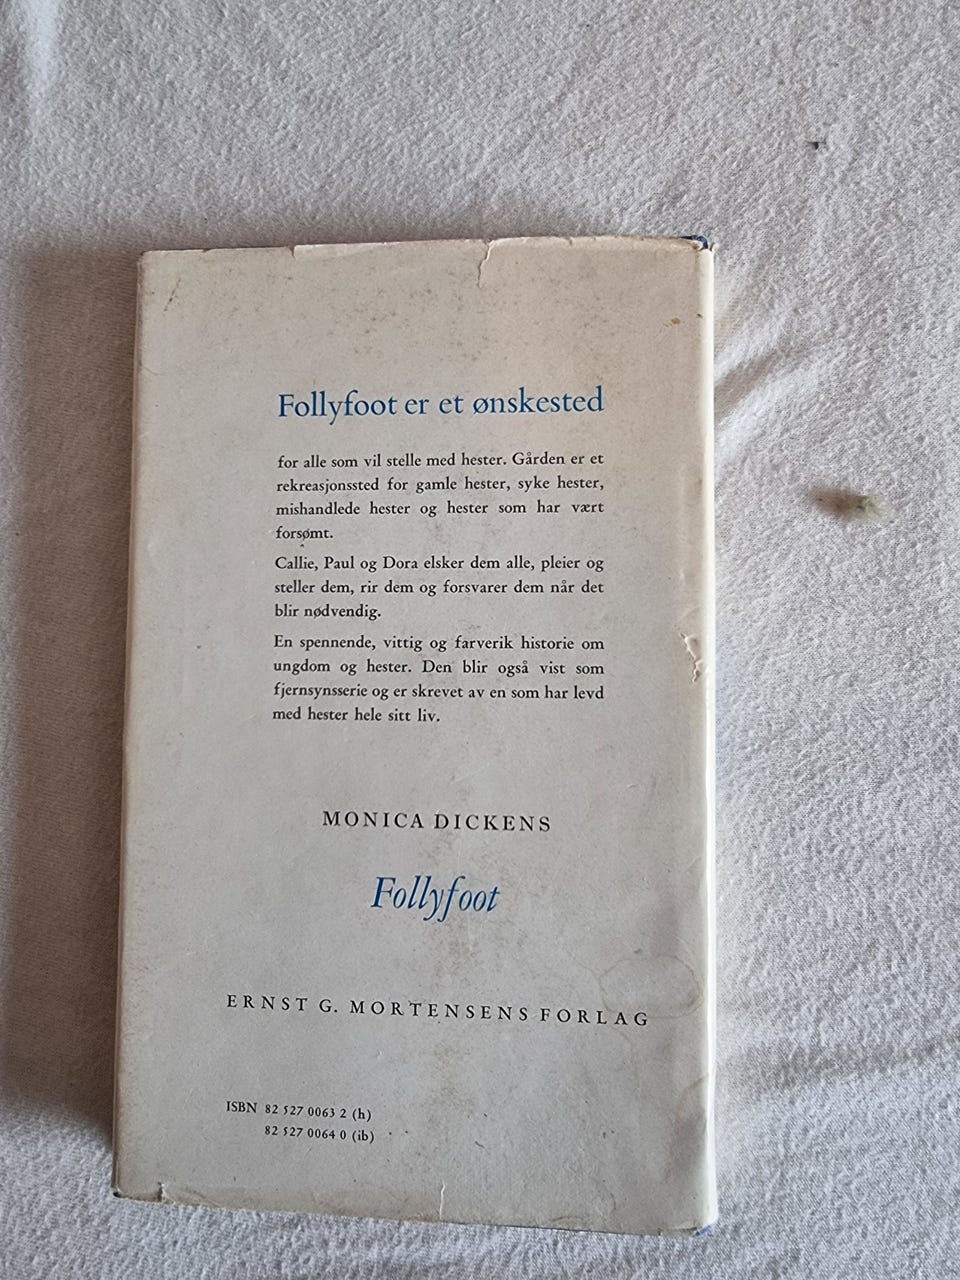 Follyfoot er et ønskested
for alle som vil stelle med hester. Gården er et
rekreasjonssted for gamle hester, syke hester,
mishandlede hester og hester som har vært
forsømt.
Callie, Paul og Dora elsker dem alle, pleier og
steller dem, rir dem og forsvarer dem når det
blir nødvendig.
En spennende, vittig og farverik historie om
ungdom og hester. Den blir også vist som
fjernsynsserie og er skrevet av en som har levd
med hester hele sitt liv.
MONICA DICKENS
Follyfoot
ERNST G. MORTENSENS FORLAG
ISBN 82 527 0063 2 (h)
82 527 0064 0 (ib)